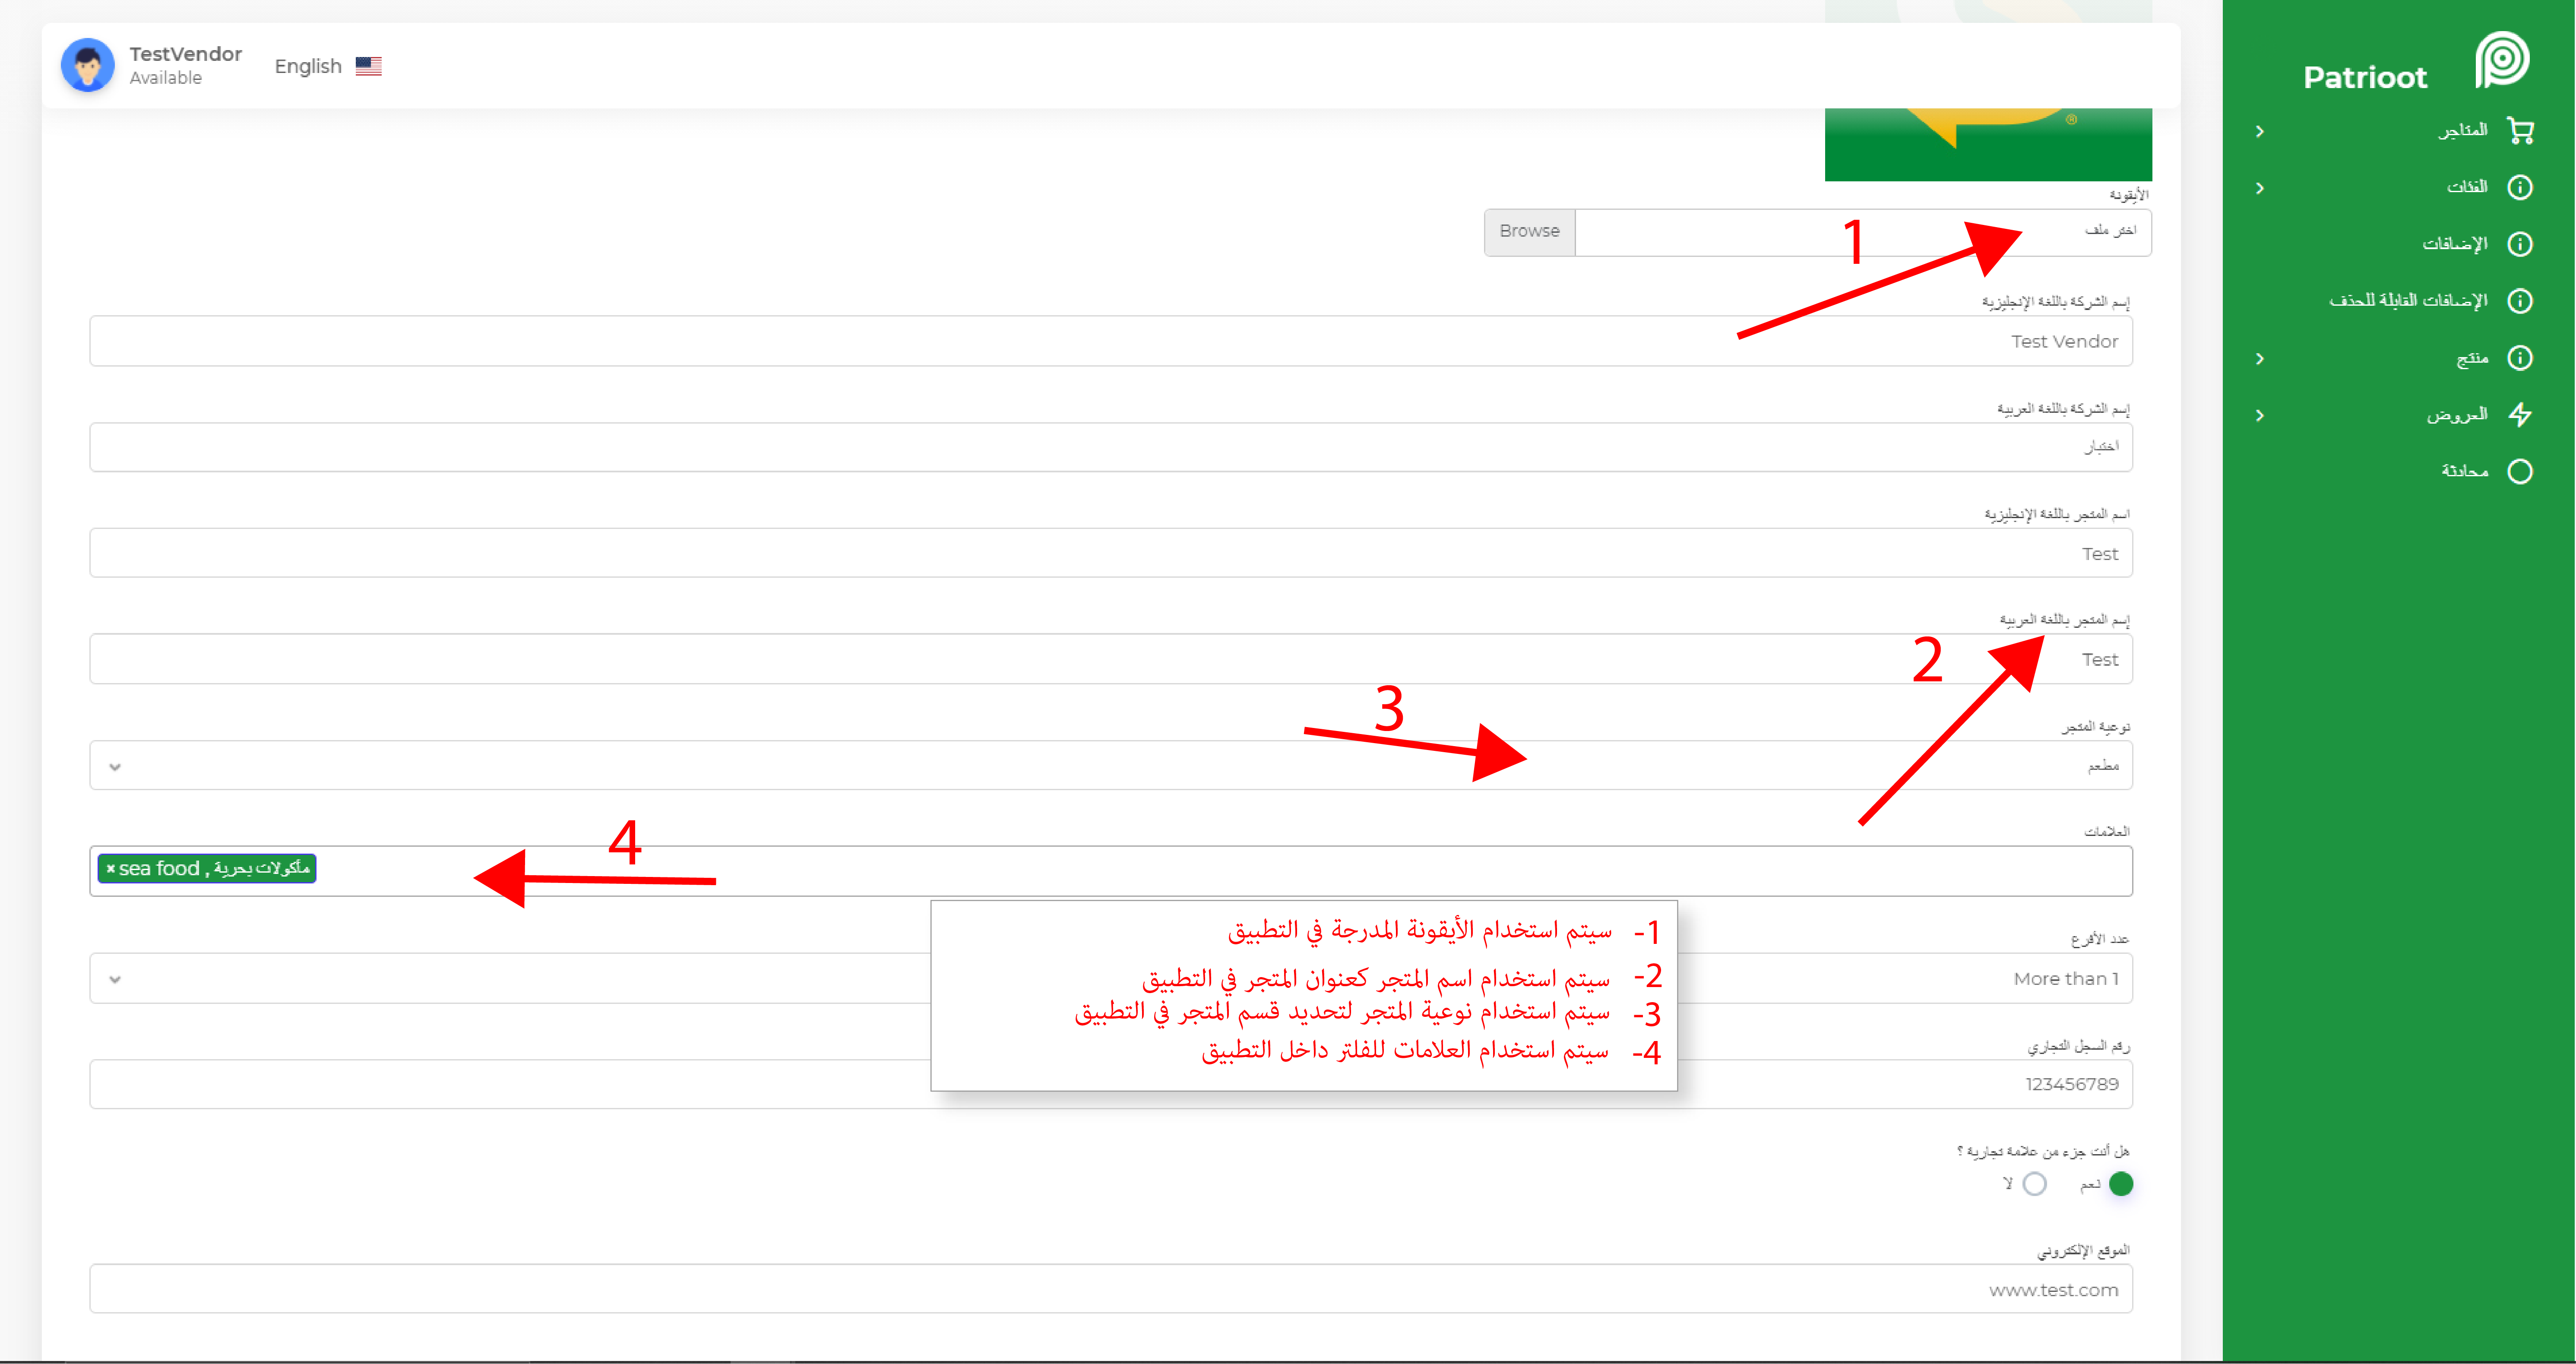 TestVendor
Available
English
Patrioot
المتاجر
الفئات
الإضافات
الإضافات القابلة للحذف
منتج
العروض
محادثة
®
الأيقونة
اختر ملف
Browse
1
إسم الشركة باللغة الإنجليزية
Test Vendor
إسم الشركة باللغة العربية
اختبار
اسم المتجر باللغة الإنجليزية
Test
إسم المتجر باللغة العربية
Test
2
3
نوعية المتجر
مطعم
العلامات
4
× sea food , مأكولات بحرية
1- سيتم استخدام الأيقونة المدرجة في التطبيق
2- سيتم استخدام اسم المتجر كعنوان المتجر في التطبيق
3- سيتم استخدام نوعية المتجر لتحديد قسم المتجر في التطبيق
4- سيتم استخدام العلامات للفلتر داخل التطبيق
عدد الأفرع
More than 1
رقم السجل التجاري
123456789
هل أنت جزء من علامة تجارية ؟
نعم لا
الموقع الإلكتروني
www.test.com